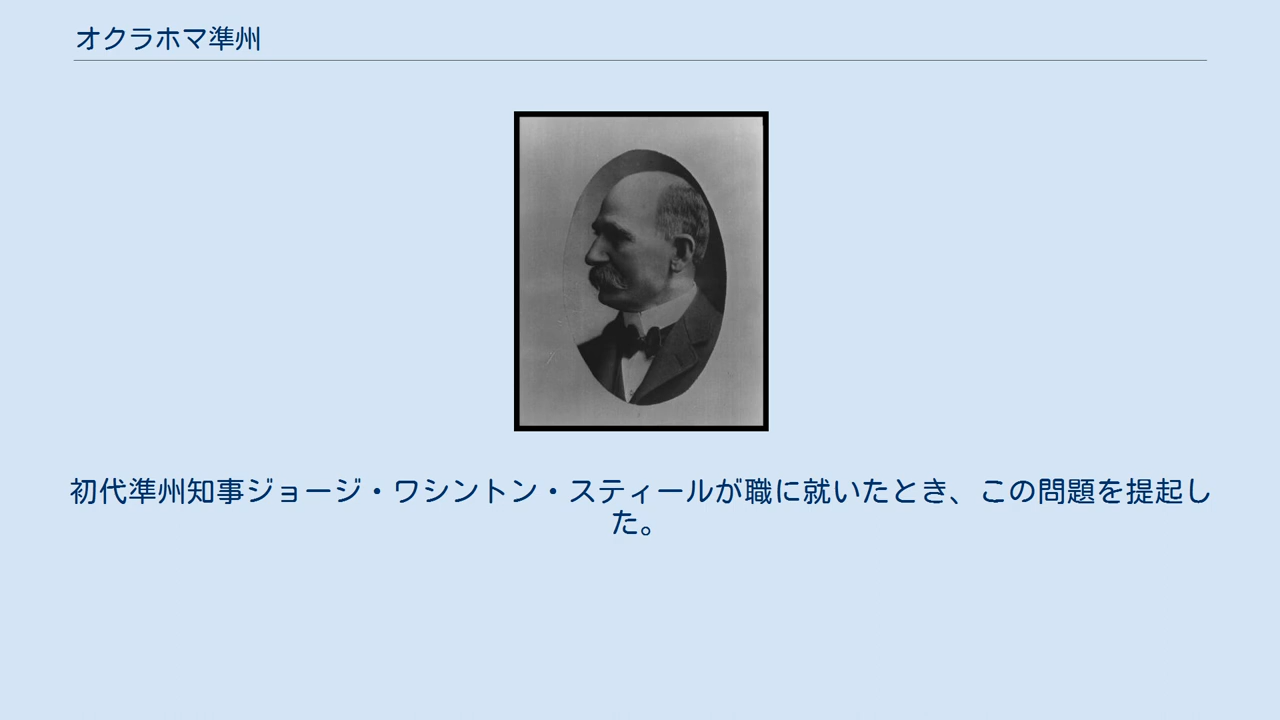 オクラホマ準州
初代準州知事ジョージ・ワシントン・スティールが職に就いたとき、この問題を提起し
た。